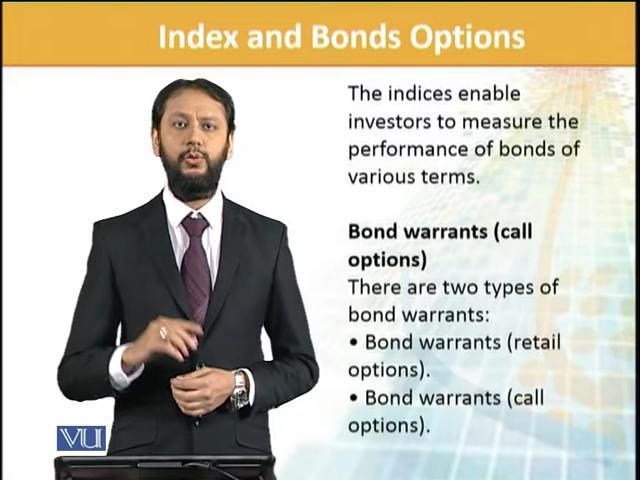 Index and Bonds Options
The indices enable
investors to measure the
performance of bonds of
various terms.
Bond warrants (call
options)
There are two types of
bond warrants:
• Bond warrants (retail
options).
• Bond warrants (call
options).
VU